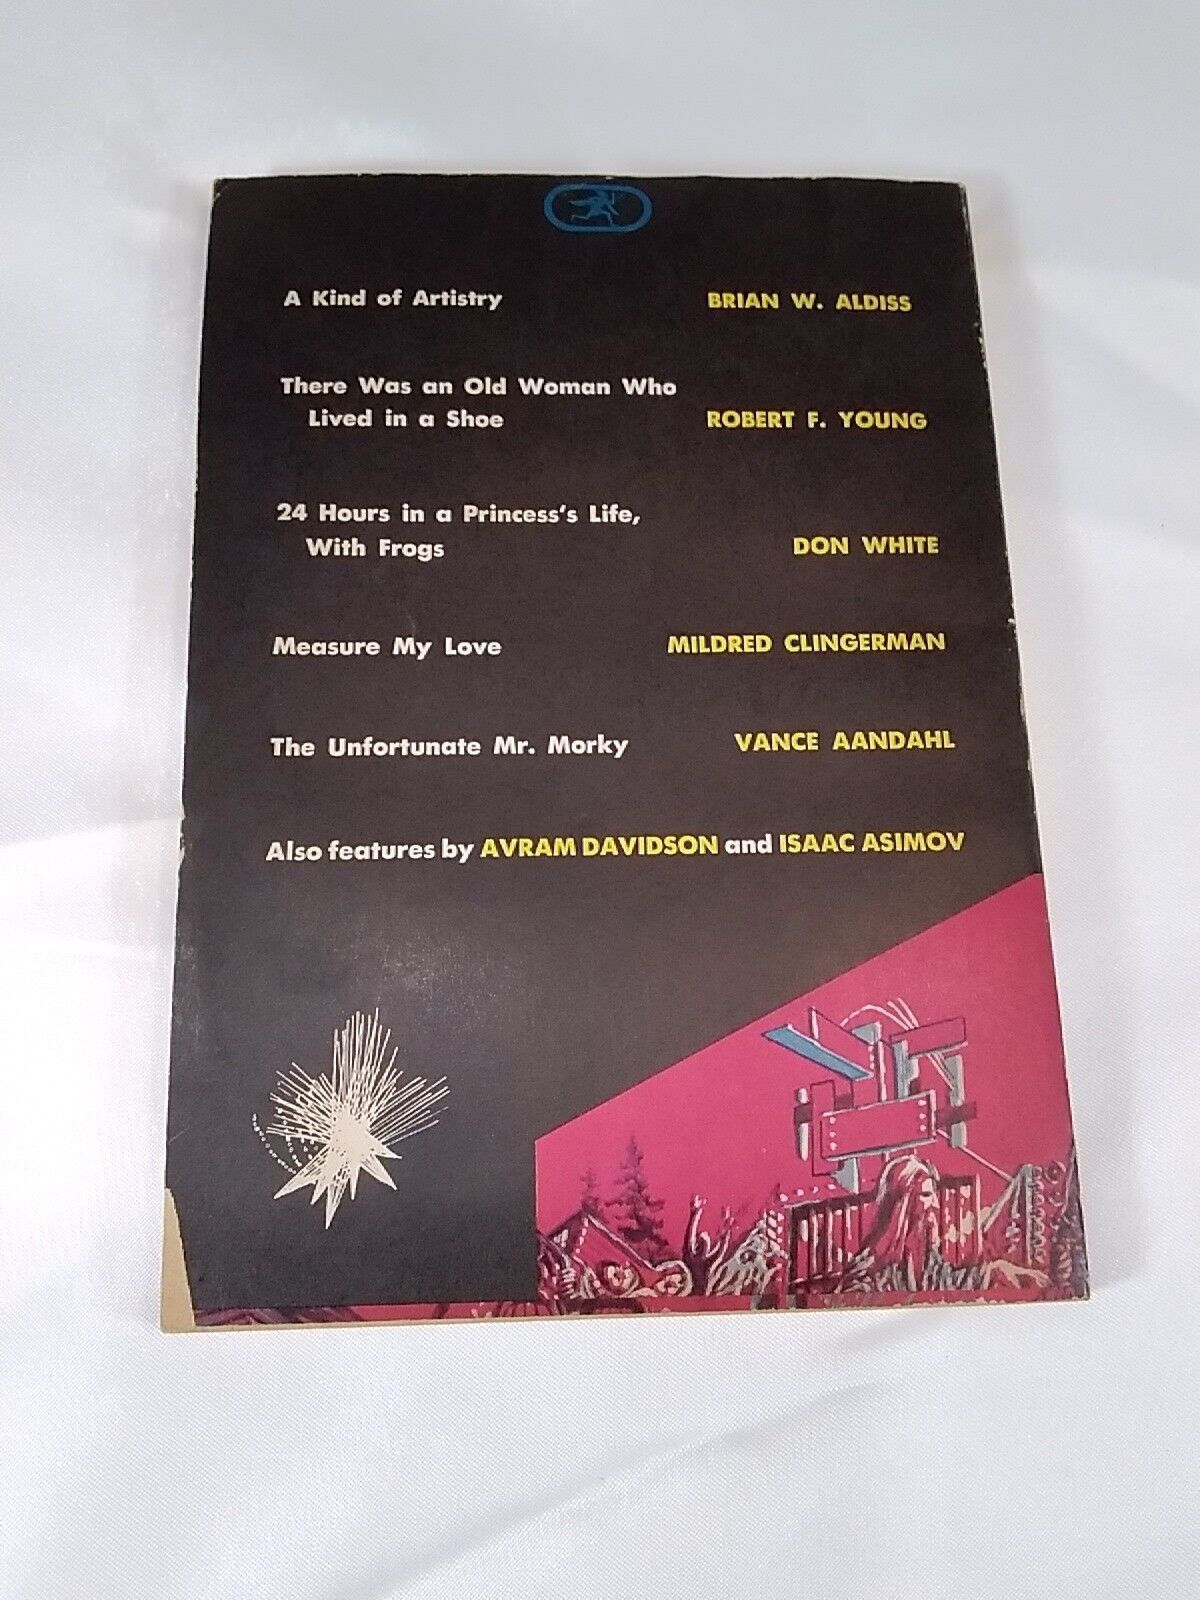 A Kind of Artistry BRIAN W. ALDISS
There Was an Old Woman Who
Lived in a Shoe ROBERT F. YOUNG
24 Hours in a Princess's Life,
With Frogs DON WHITE
Measure My Love MILDRED CLINGERMAN
The Unfortunate Mr. Morky VANCE AANDAHL
Also features by AVRAM DAVIDSON and ISAAC ASIMOV